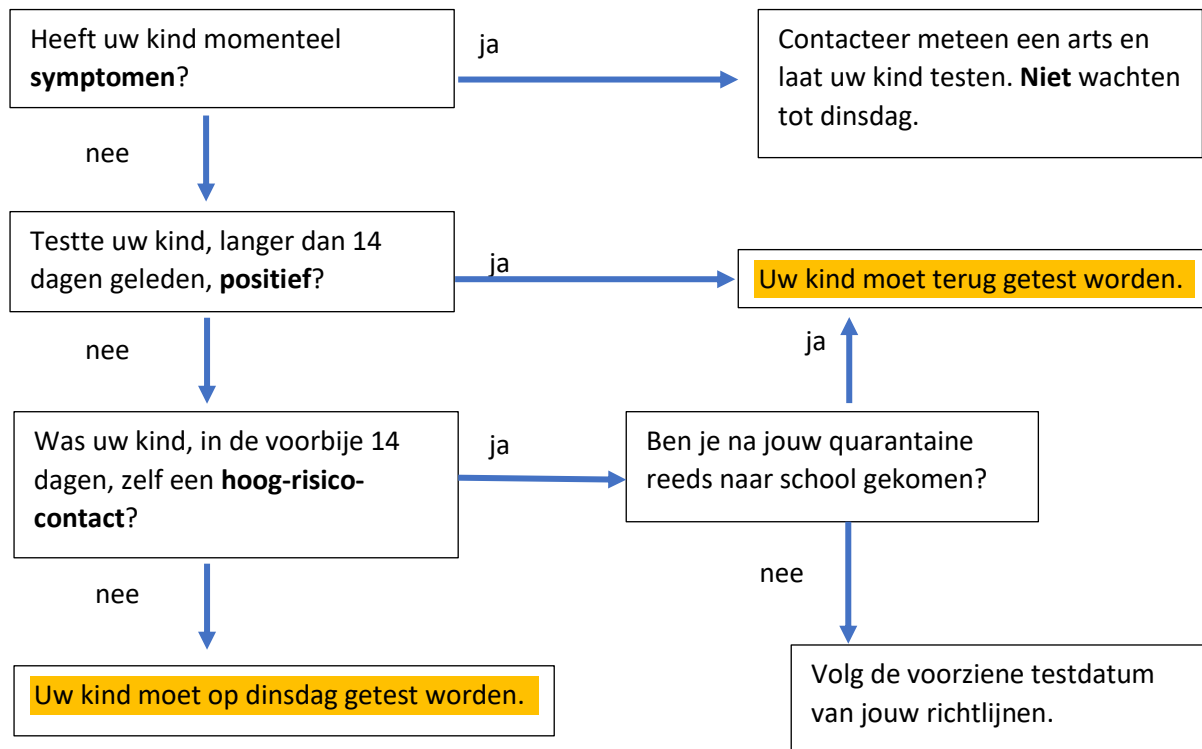 Heeft uw kind momenteel
symptomen?
ja
Contacteer meteen een arts en
laat uw kind testen. Niet wachten
tot dinsdag.
nee
Testte uw kind, langer dan 14
dagen geleden, positief?
ja
Uw kind moet terug getest worden.
nee
ja
Was uw kind, in de voorbije 14
dagen, zelf een hoog-risico-
contact?
ja
Ben je na jouw quarantaine
reeds naar school gekomen?
nee
nee
Uw kind moet op dinsdag getest worden.
Volg de voorziene testdatum
van jouw richtlijnen.